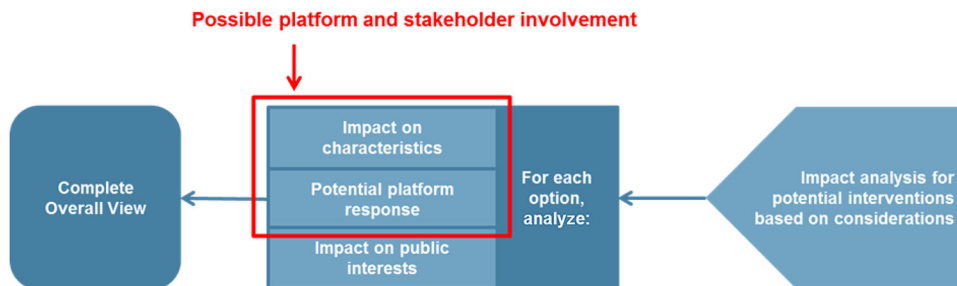 Possible platform and stakeholder involvement
Complete
Overall View
Impact on
characteristics
Potential platform
response
Impact on public
interests
For each
option,
analyze:
Impact analysis for
potential interventions
based on considerations